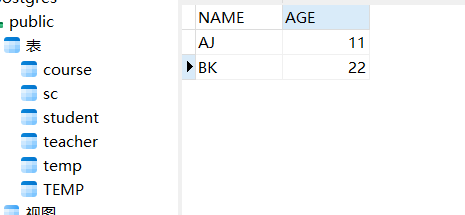 public
表
course
sc
student
teacher
temp
TEMP
NAME AGE
AJ 11
BK 22